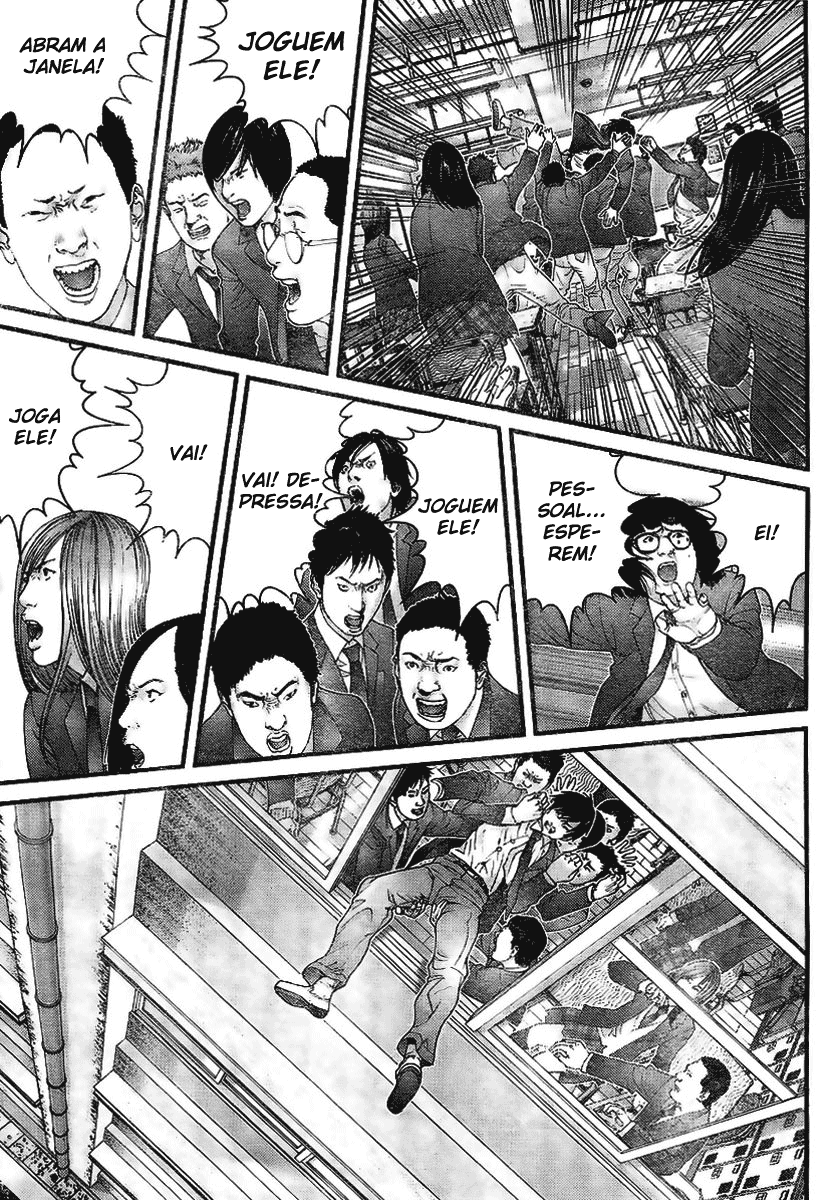 JOGUEM
ELE!
ABRAM A
JANELA!
EI!
PES-
SOAL...
ESPE-
REM!
JOGUEM
ELE!
VAI! DE-
PRESSA!
VAI!
JOGA
ELE!